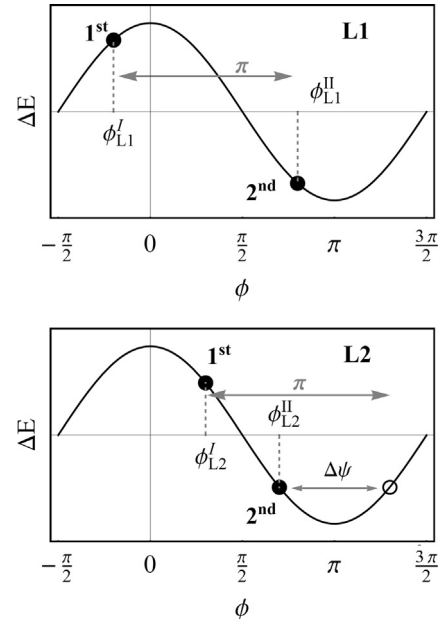 L1
1st
π
ΔE
ϕ^I_L1
ϕ^II_L1
2nd
−π/2 0 π/2 π 3π/2
ϕ
L2
1st
π
ΔE
ϕ^I_L2
ϕ^II_L2
Δψ
2nd
−π/2 0 π/2 π 3π/2
ϕ